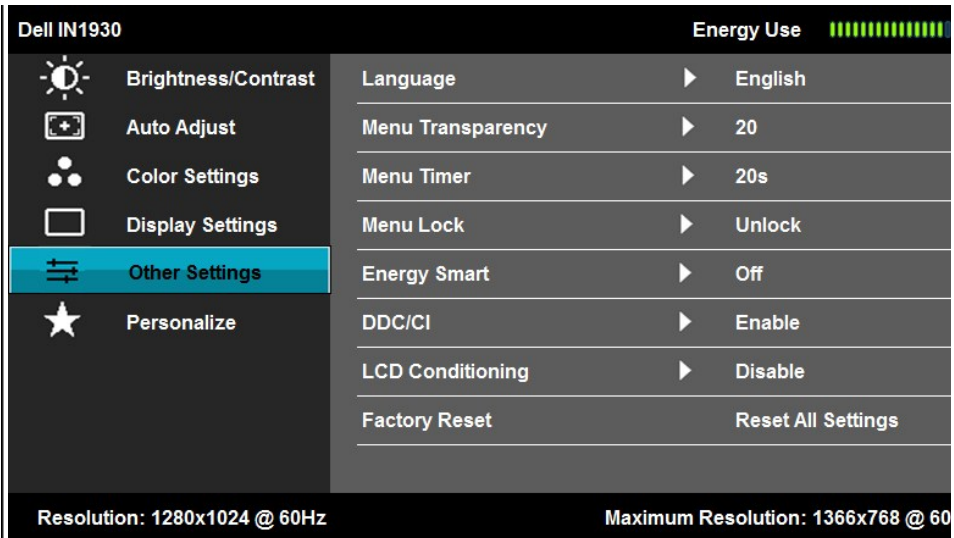 Dell IN1930 Energy Use
Brightness/Contrast Language English
Auto Adjust Menu Transparency 20
Color Settings Menu Timer 20s
Display Settings Menu Lock Unlock
Other Settings Energy Smart Off
Personalize DDC/CI Enable
LCD Conditioning Disable
Factory Reset Reset All Settings
Resolution: 1280x1024 @ 60Hz Maximum Resolution: 1366x768 @ 60